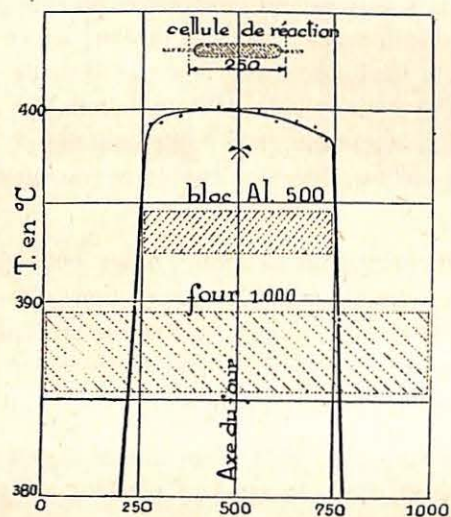 cellule de réaction
250
400
bloc Al. 500
T. en °C
390
four 1.000
Axe du four
380
0 250 500 750 1000